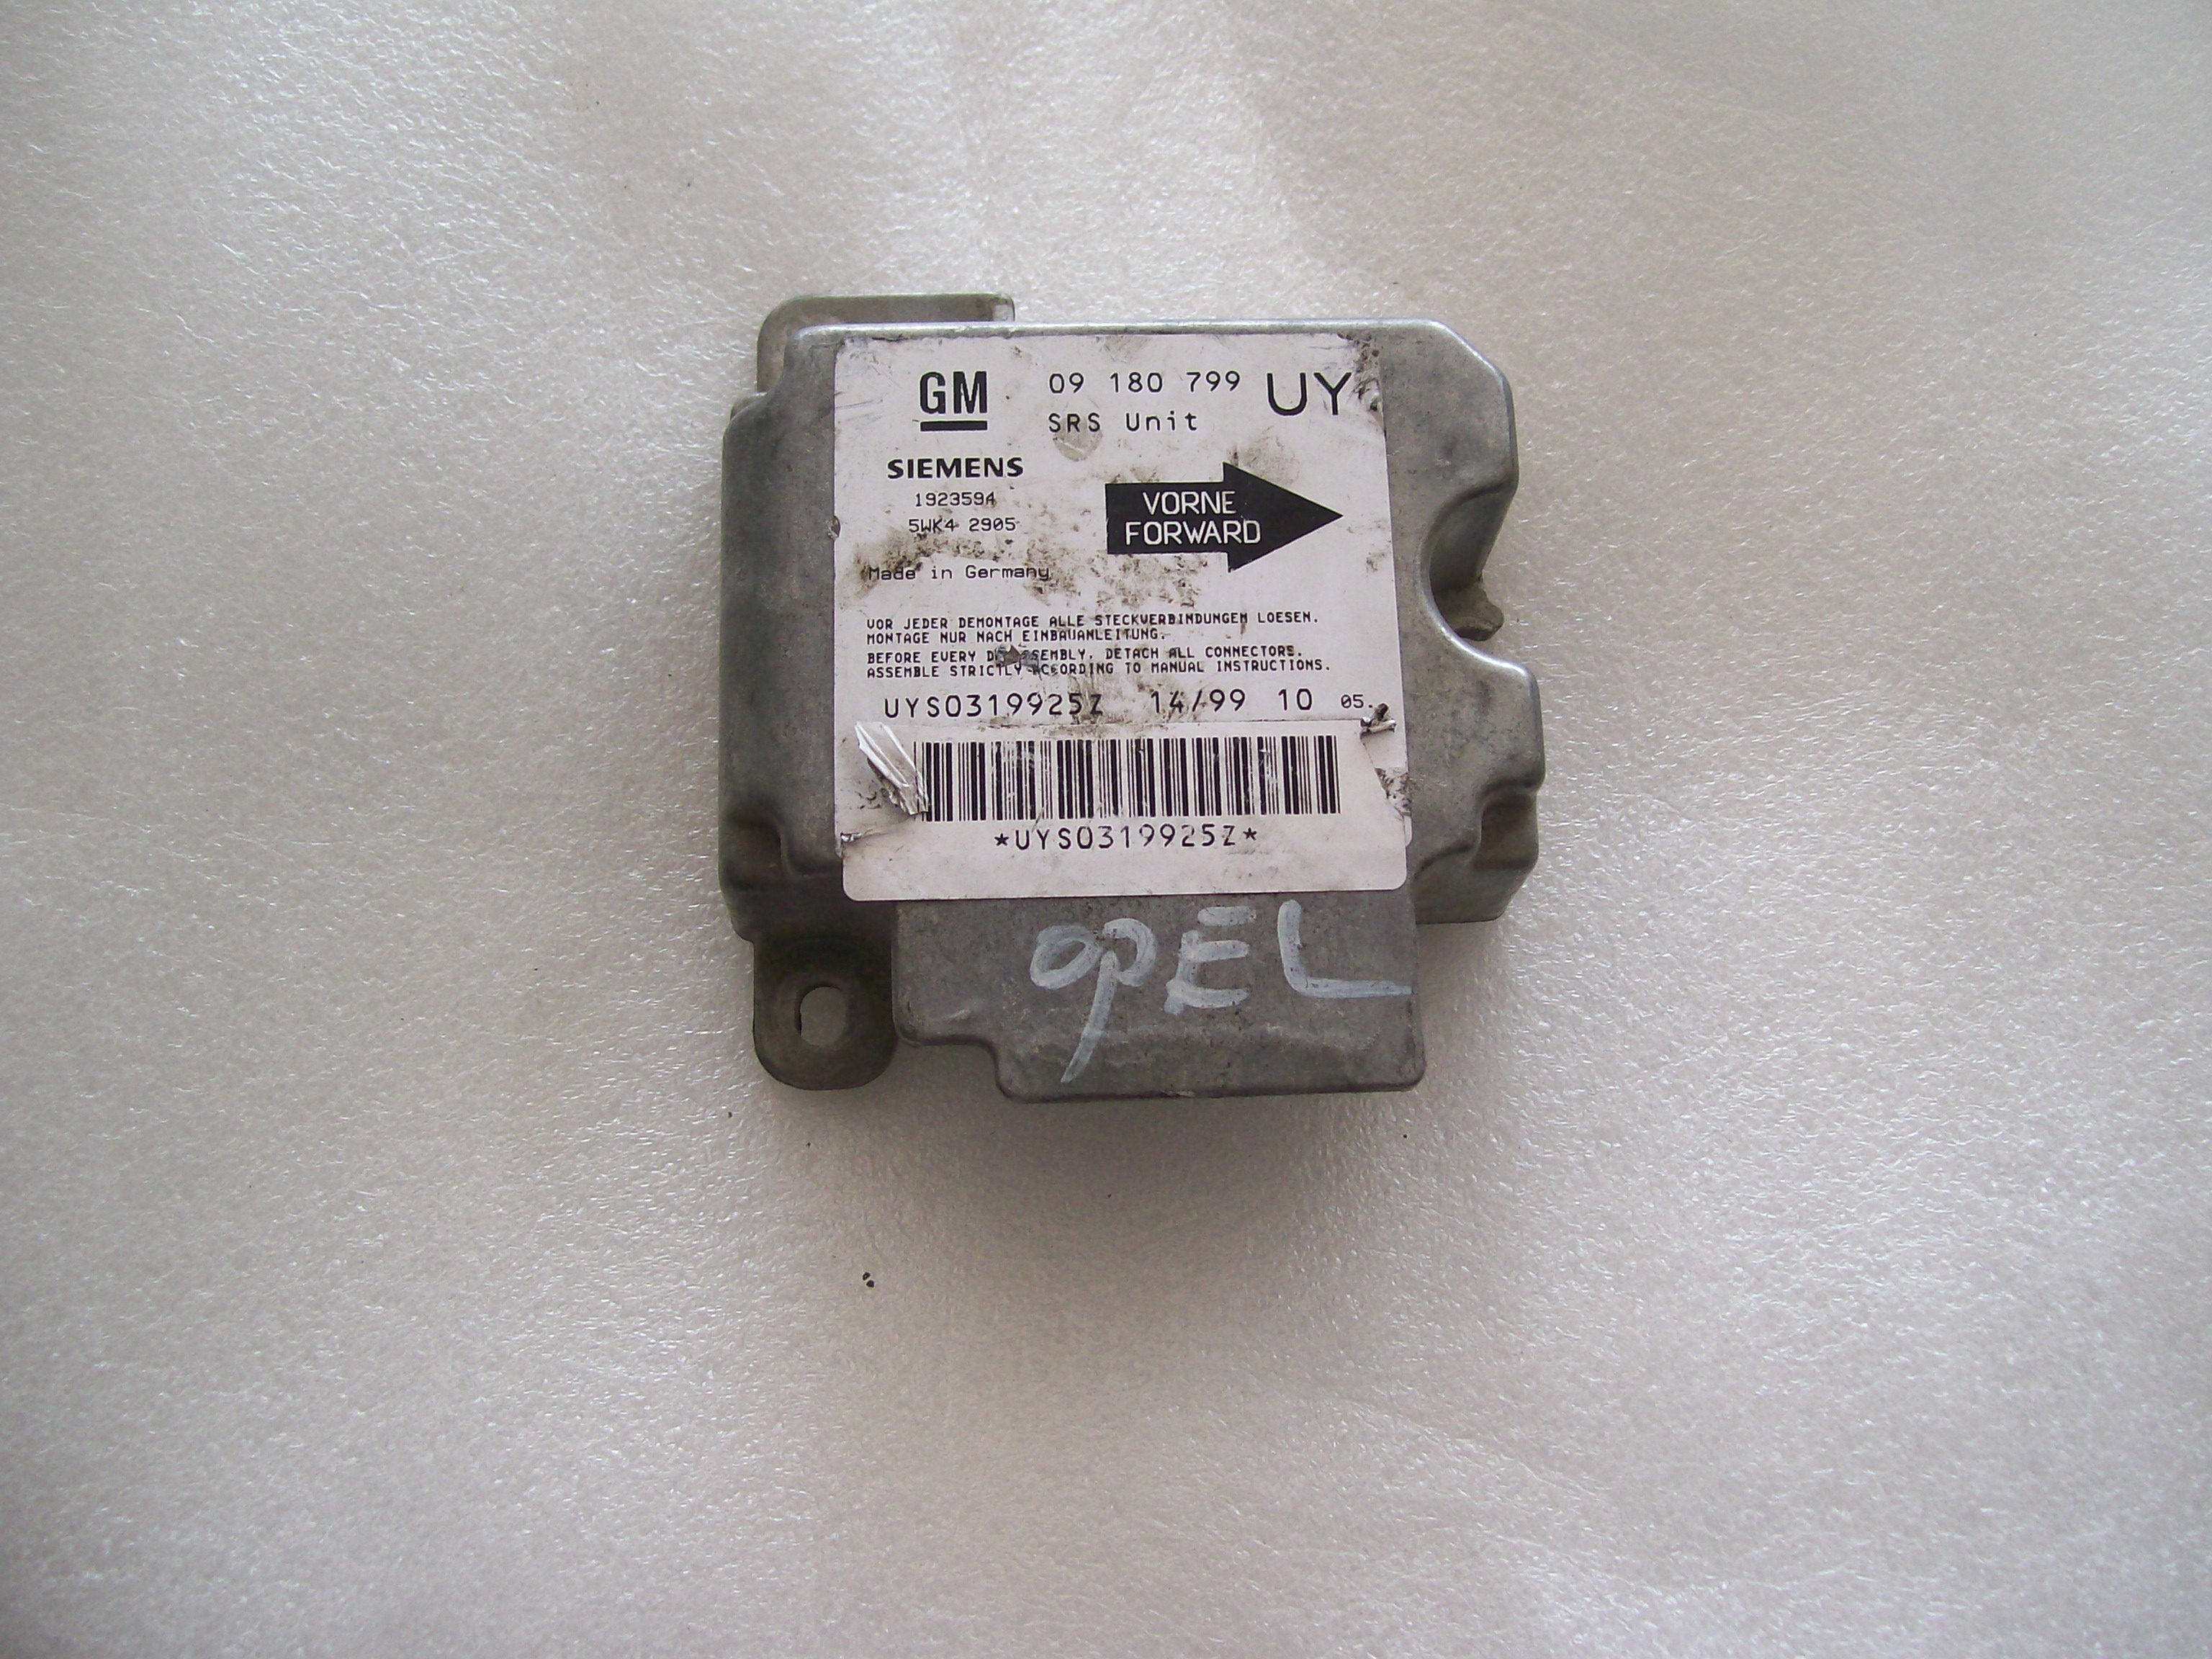 GM 09 180 799 UY
SRS Unit
SIEMENS
1923594
5WK4 2905
VORNE
FORWARD
Made in Germany
VOR JEDER DEMONTAGE ALLE STECKVERBINDUNGEN LOESEN.
MONTAGE NUR NACH EINBAUANLEITUNG.
BEFORE EVERY DISASSEMBLY, DETACH ALL CONNECTORS.
ASSEMBLE STRICTLY ACCORDING TO MANUAL INSTRUCTIONS.
UYS0319925Z 14/99 10 05.
*UYS0319925Z*
OPEL